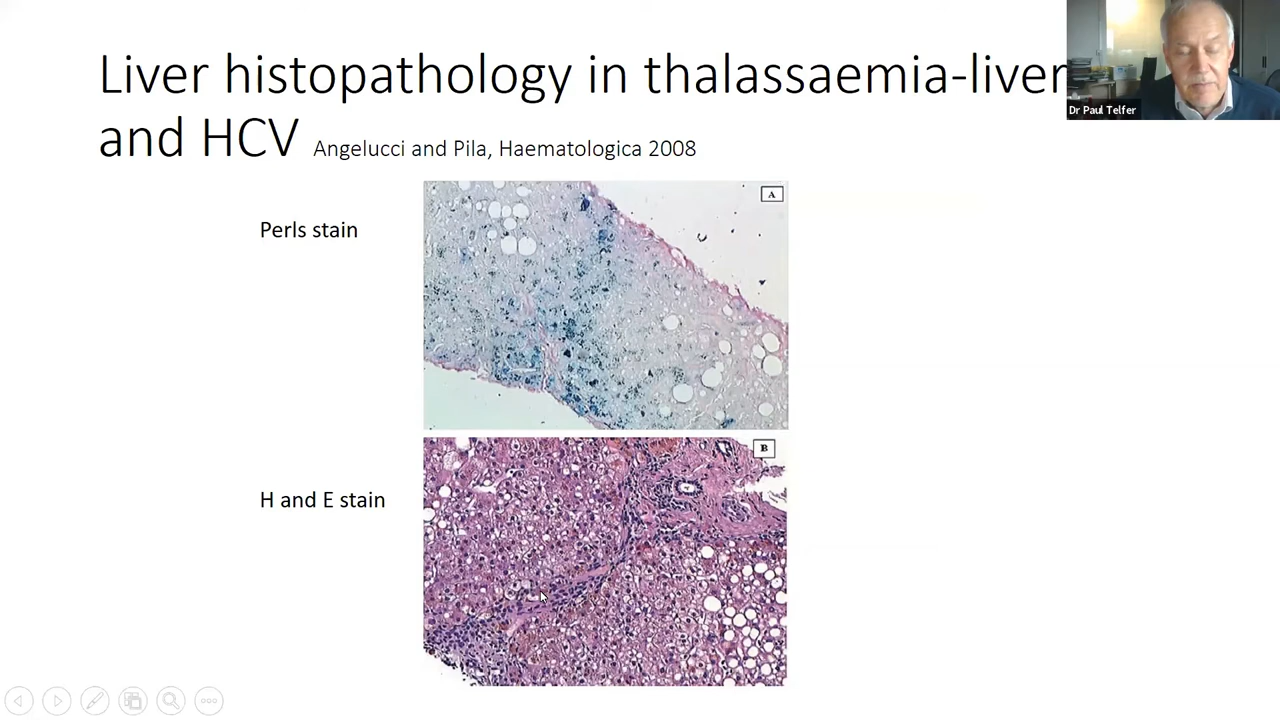 Liver histopathology in thalassaemia-liver
and HCV Angelucci and Pila, Haematologica 2008
Dr Paul Telfer
Perls stain
A
B
H and E stain